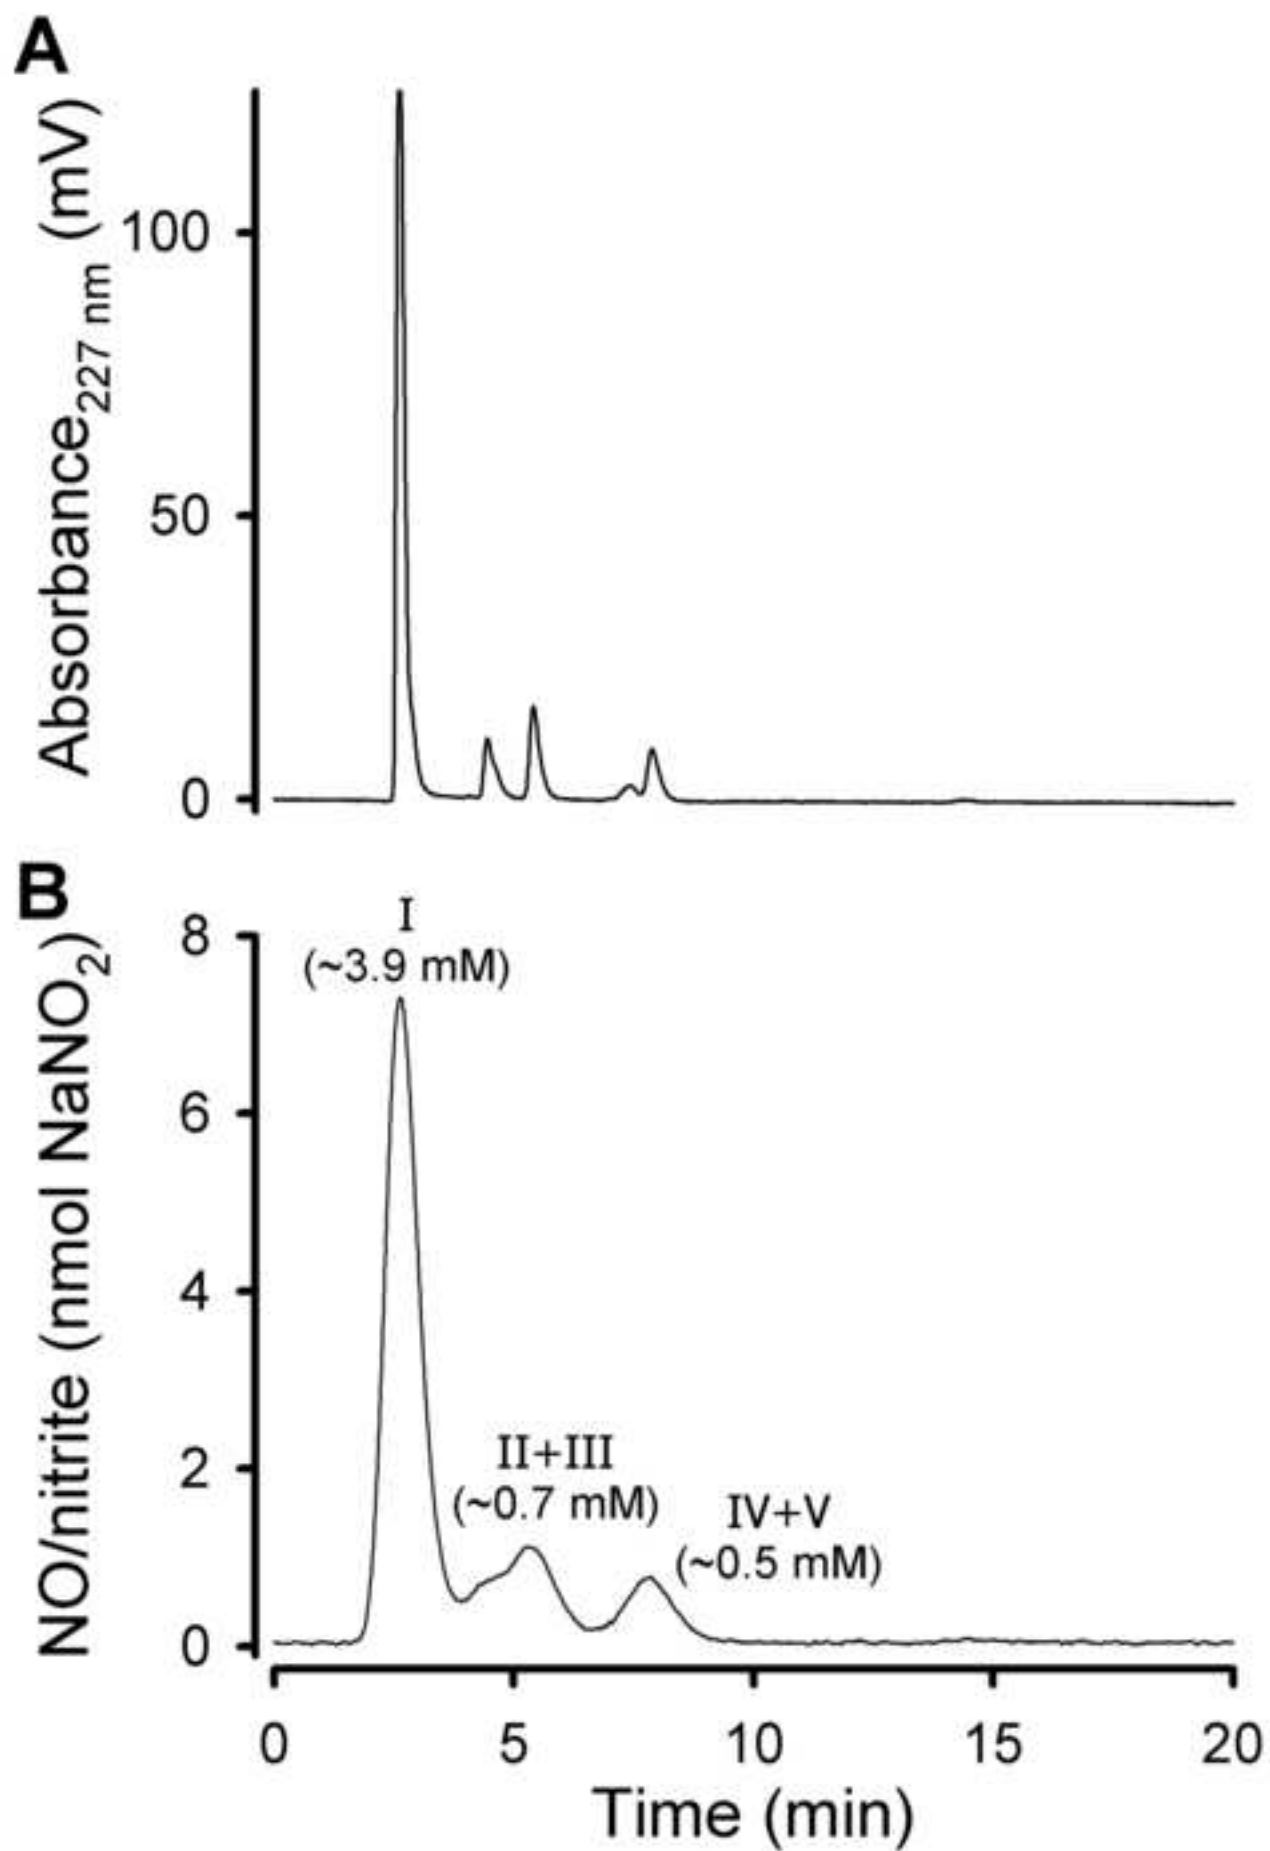 A
Absorbance227 nm (mV)
100
50
0
B
NO/nitrite (nmol NaNO2)
8
6
4
2
0
I
(~3.9 mM)
II+III
(~0.7 mM)
IV+V
(~0.5 mM)
0 5 10 15 20
Time (min)